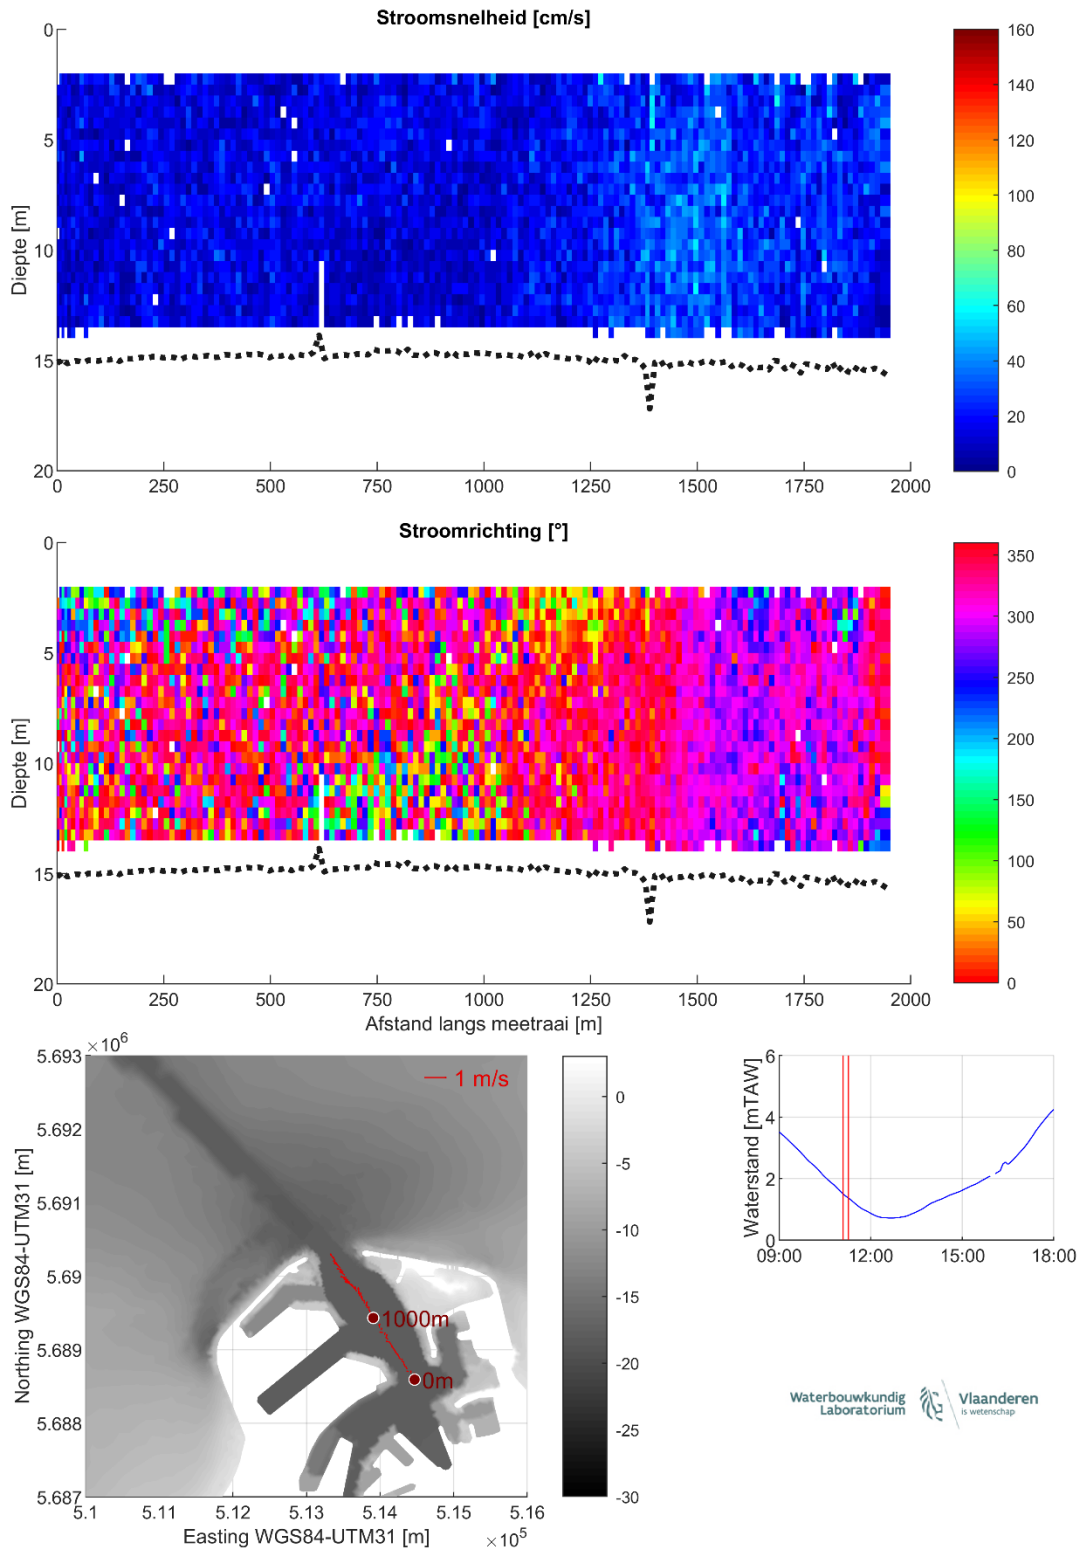 Stroomsnelheid [cm/s]
Diepte [m]
0
5
10
15
20
0 250 500 750 1000 1250 1500 1750 2000
160
140
120
100
80
60
40
20
0
Stroomrichting [°]
Diepte [m]
0
5
10
15
20
0 250 500 750 1000 1250 1500 1750 2000
Afstand langs meetraai [m]
350
300
250
200
150
100
50
0
×10⁶
Northing WGS84-UTM31 [m]
5.693
5.692
5.691
5.69
5.689
5.688
5.687
1 m/s
1000m
0m
5.1 5.12 5.13 5.14 5.15 5.16
Easting WGS84-UTM31 [m]
×10⁵
0
-5
-10
-15
-20
-25
-30
Waterstand [mTAW]
6
4
2
0
09:00 12:00 15:00 18:00
Waterbouwkundig
Laboratorium
Vlaanderen
is wetenschap